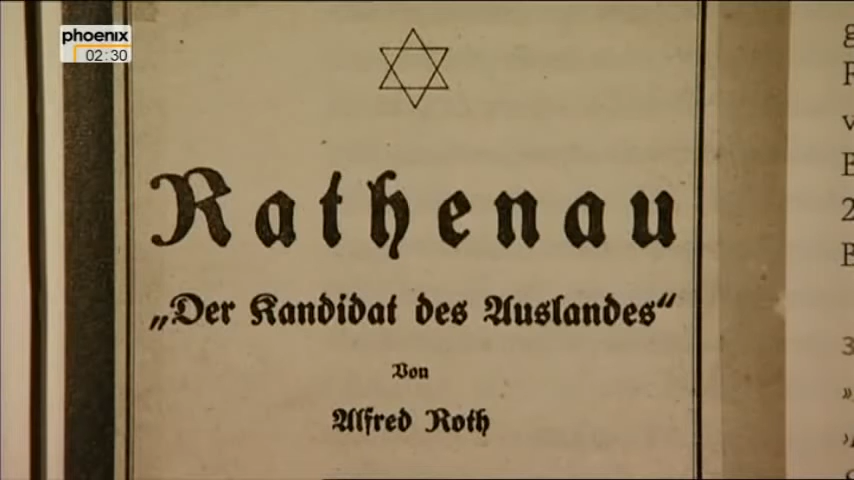 phoenix
02:30
Rathenau
„Der Kandidat des Auslandes“
Von
Alfred Roth